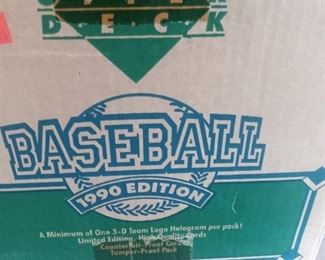 UPPER
DECK
BASEBALL
1990 EDITION
A Minimum of One 3-D Team Logo Hologram per pack!
Limited Edition, High Quality Cards
Counterfeit-Proof Cards
Tamper-Proof Pack